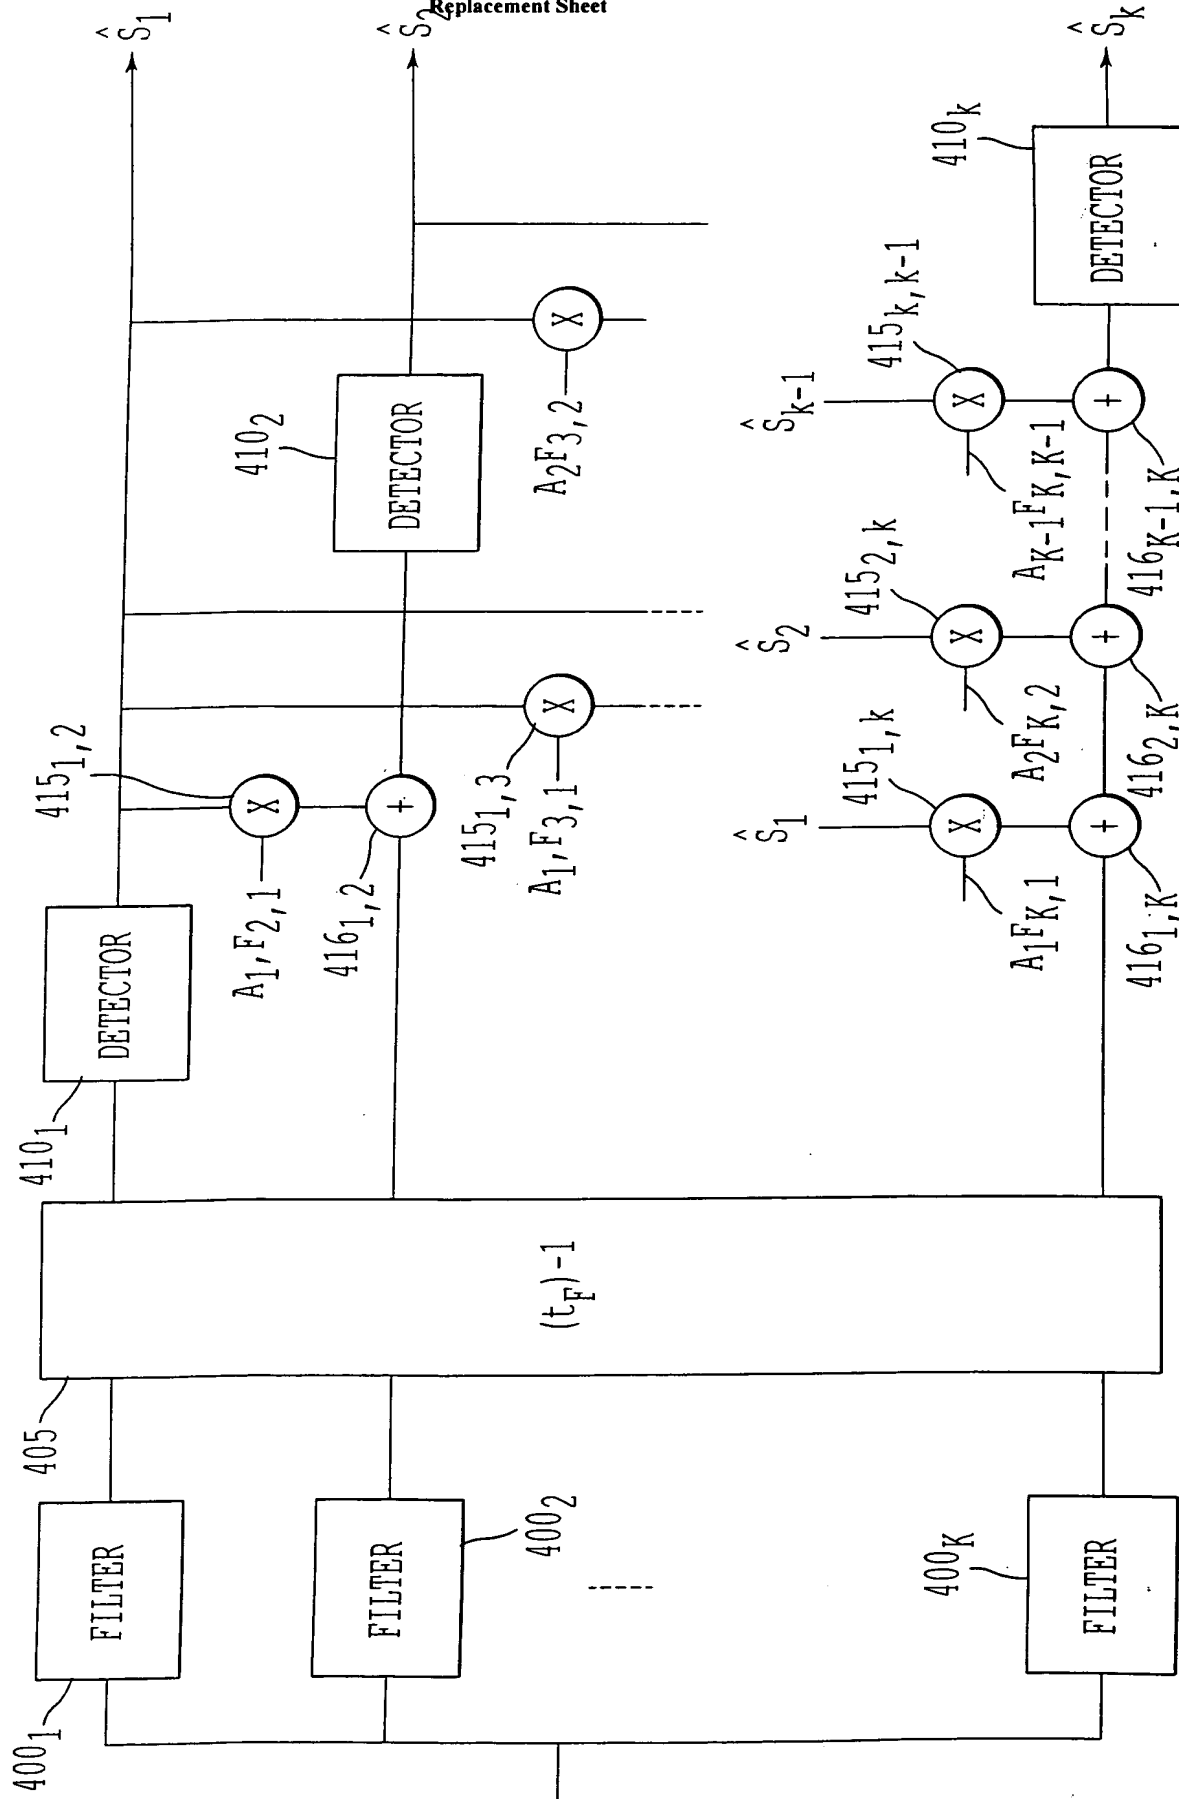 Replacement Sheet
400₁
FILTER
405
410₁
DETECTOR
415₁,₂
Ŝ₁
A₁,F₂,₁
416₁,₂
FILTER
400₂
410₂
DETECTOR
Ŝ₂
415₁,₃
A₁,F₃,₁
A₂F₃,₂
(tF)-1
Ŝ₁
415₁,k
A₁FK,₁
416₁,K
Ŝ₂
415₂,k
A₂FK,₂
416₂,K
Ŝk-1
415k,k-1
AK-1FK,K-1
416K-1,K
400K
FILTER
410k
DETECTOR
Ŝk
X
+
X
X
X
+
X
+
X
+